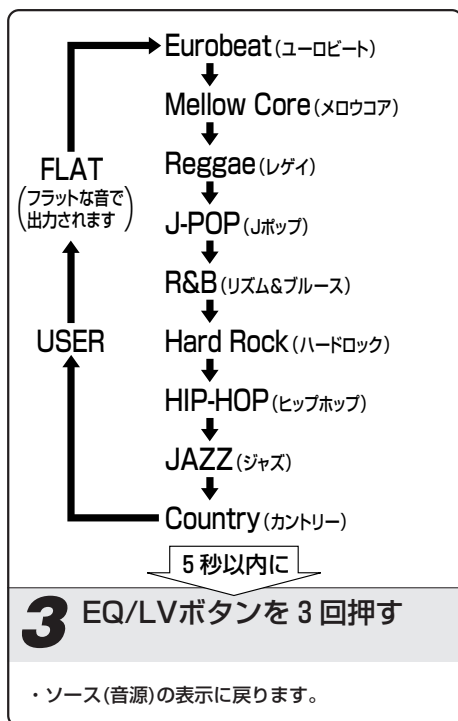 Eurobeat(ユーロビート)
Mellow Core(メロウコア)
Reggae(レゲイ)
J-POP(Jポップ)
R&B(リズム&ブルース)
Hard Rock(ハードロック)
HIP-HOP(ヒップホップ)
JAZZ(ジャズ)
Country(カントリー)
USER
FLAT
(フラットな音で
出力されます)
5秒以内に
3 EQ/LVボタンを3回押す
・ソース(音源)の表示に戻ります。